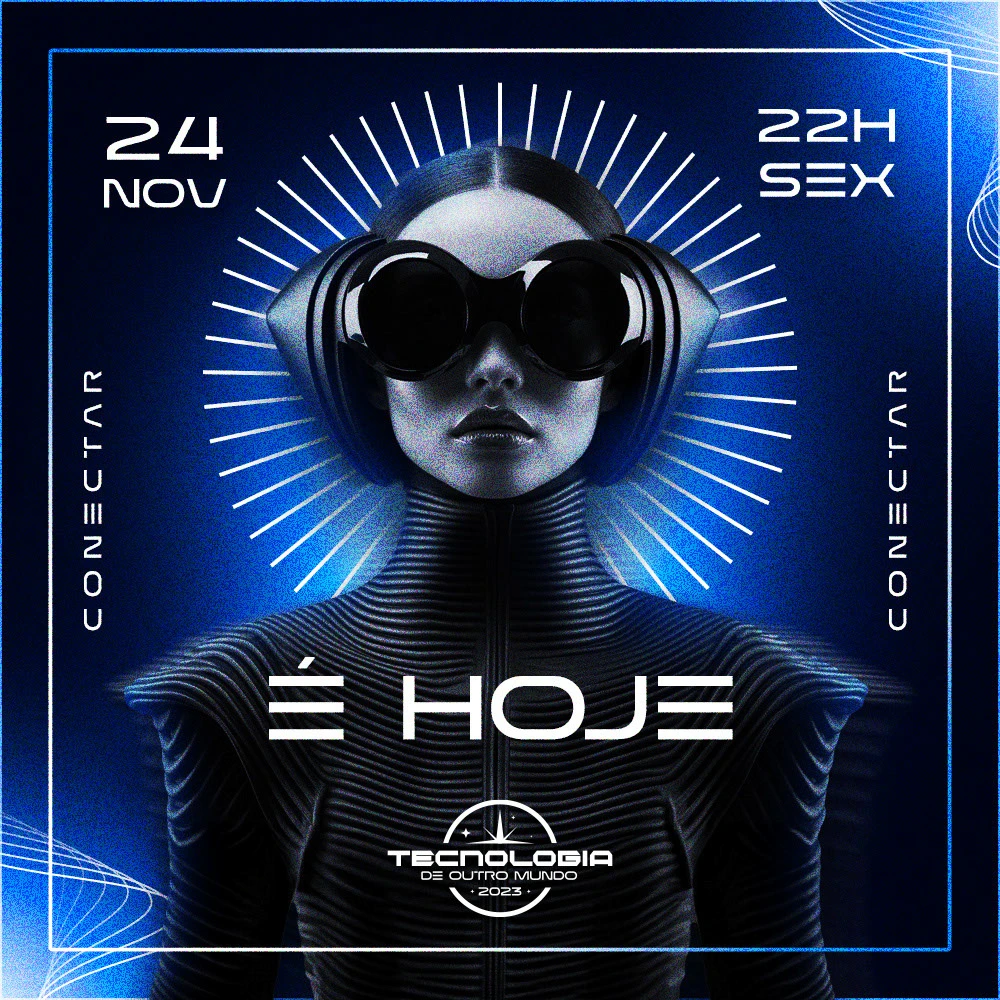 24
NOV
22H
SEX
CONECTAR
CONECTAR
É HOJE
TECNOLOGIA
DE OUTRO MUNDO
2023